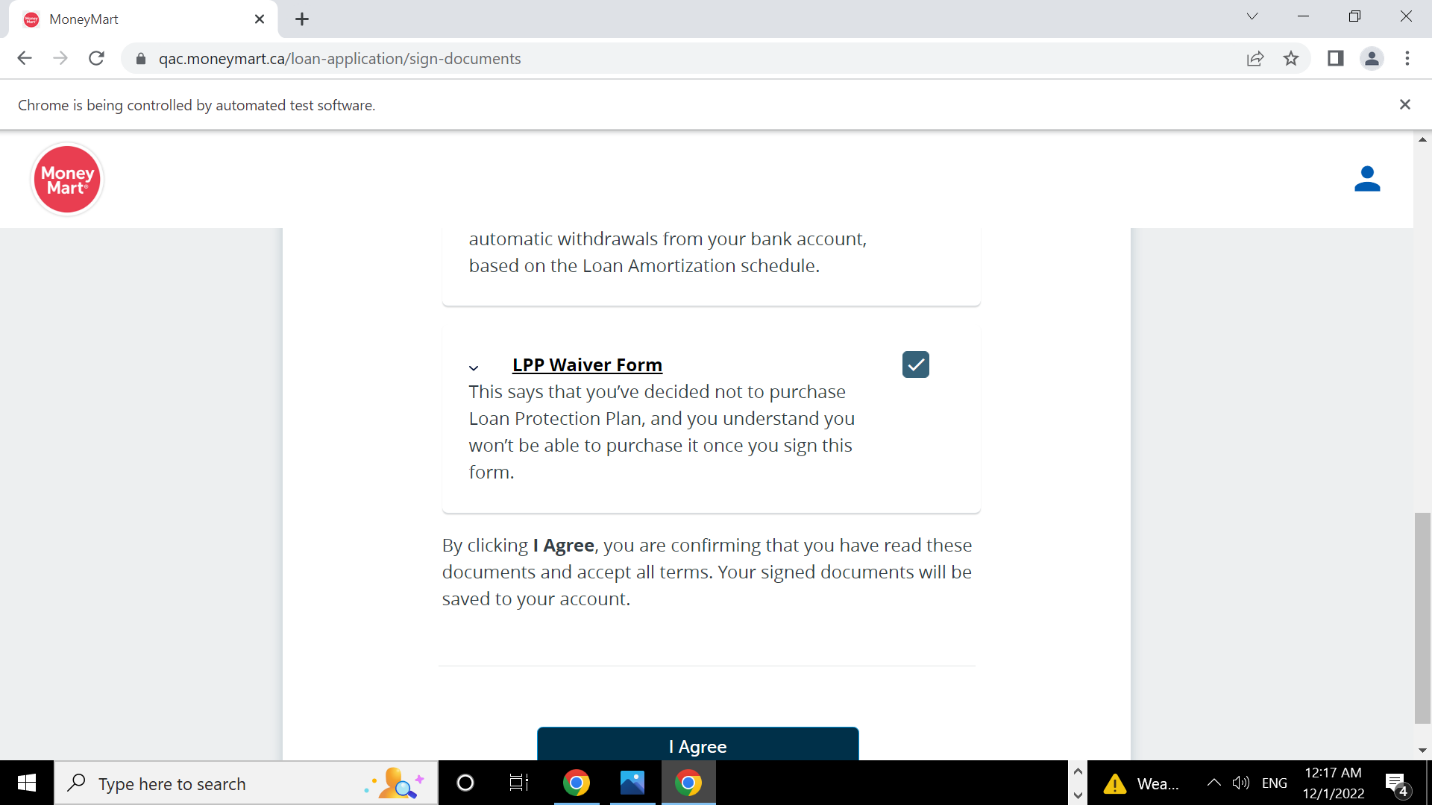 MoneyMart
qac.moneymart.ca/loan-application/sign-documents
Chrome is being controlled by automated test software.
Money
Mart®
automatic withdrawals from your bank account,
based on the Loan Amortization schedule.
LPP Waiver Form
This says that you’ve decided not to purchase
Loan Protection Plan, and you understand you
won’t be able to purchase it once you sign this
form.
By clicking I Agree, you are confirming that you have read these
documents and accept all terms. Your signed documents will be
saved to your account.
I Agree
Type here to search
Wea...
ENG
12:17 AM
12/1/2022
4